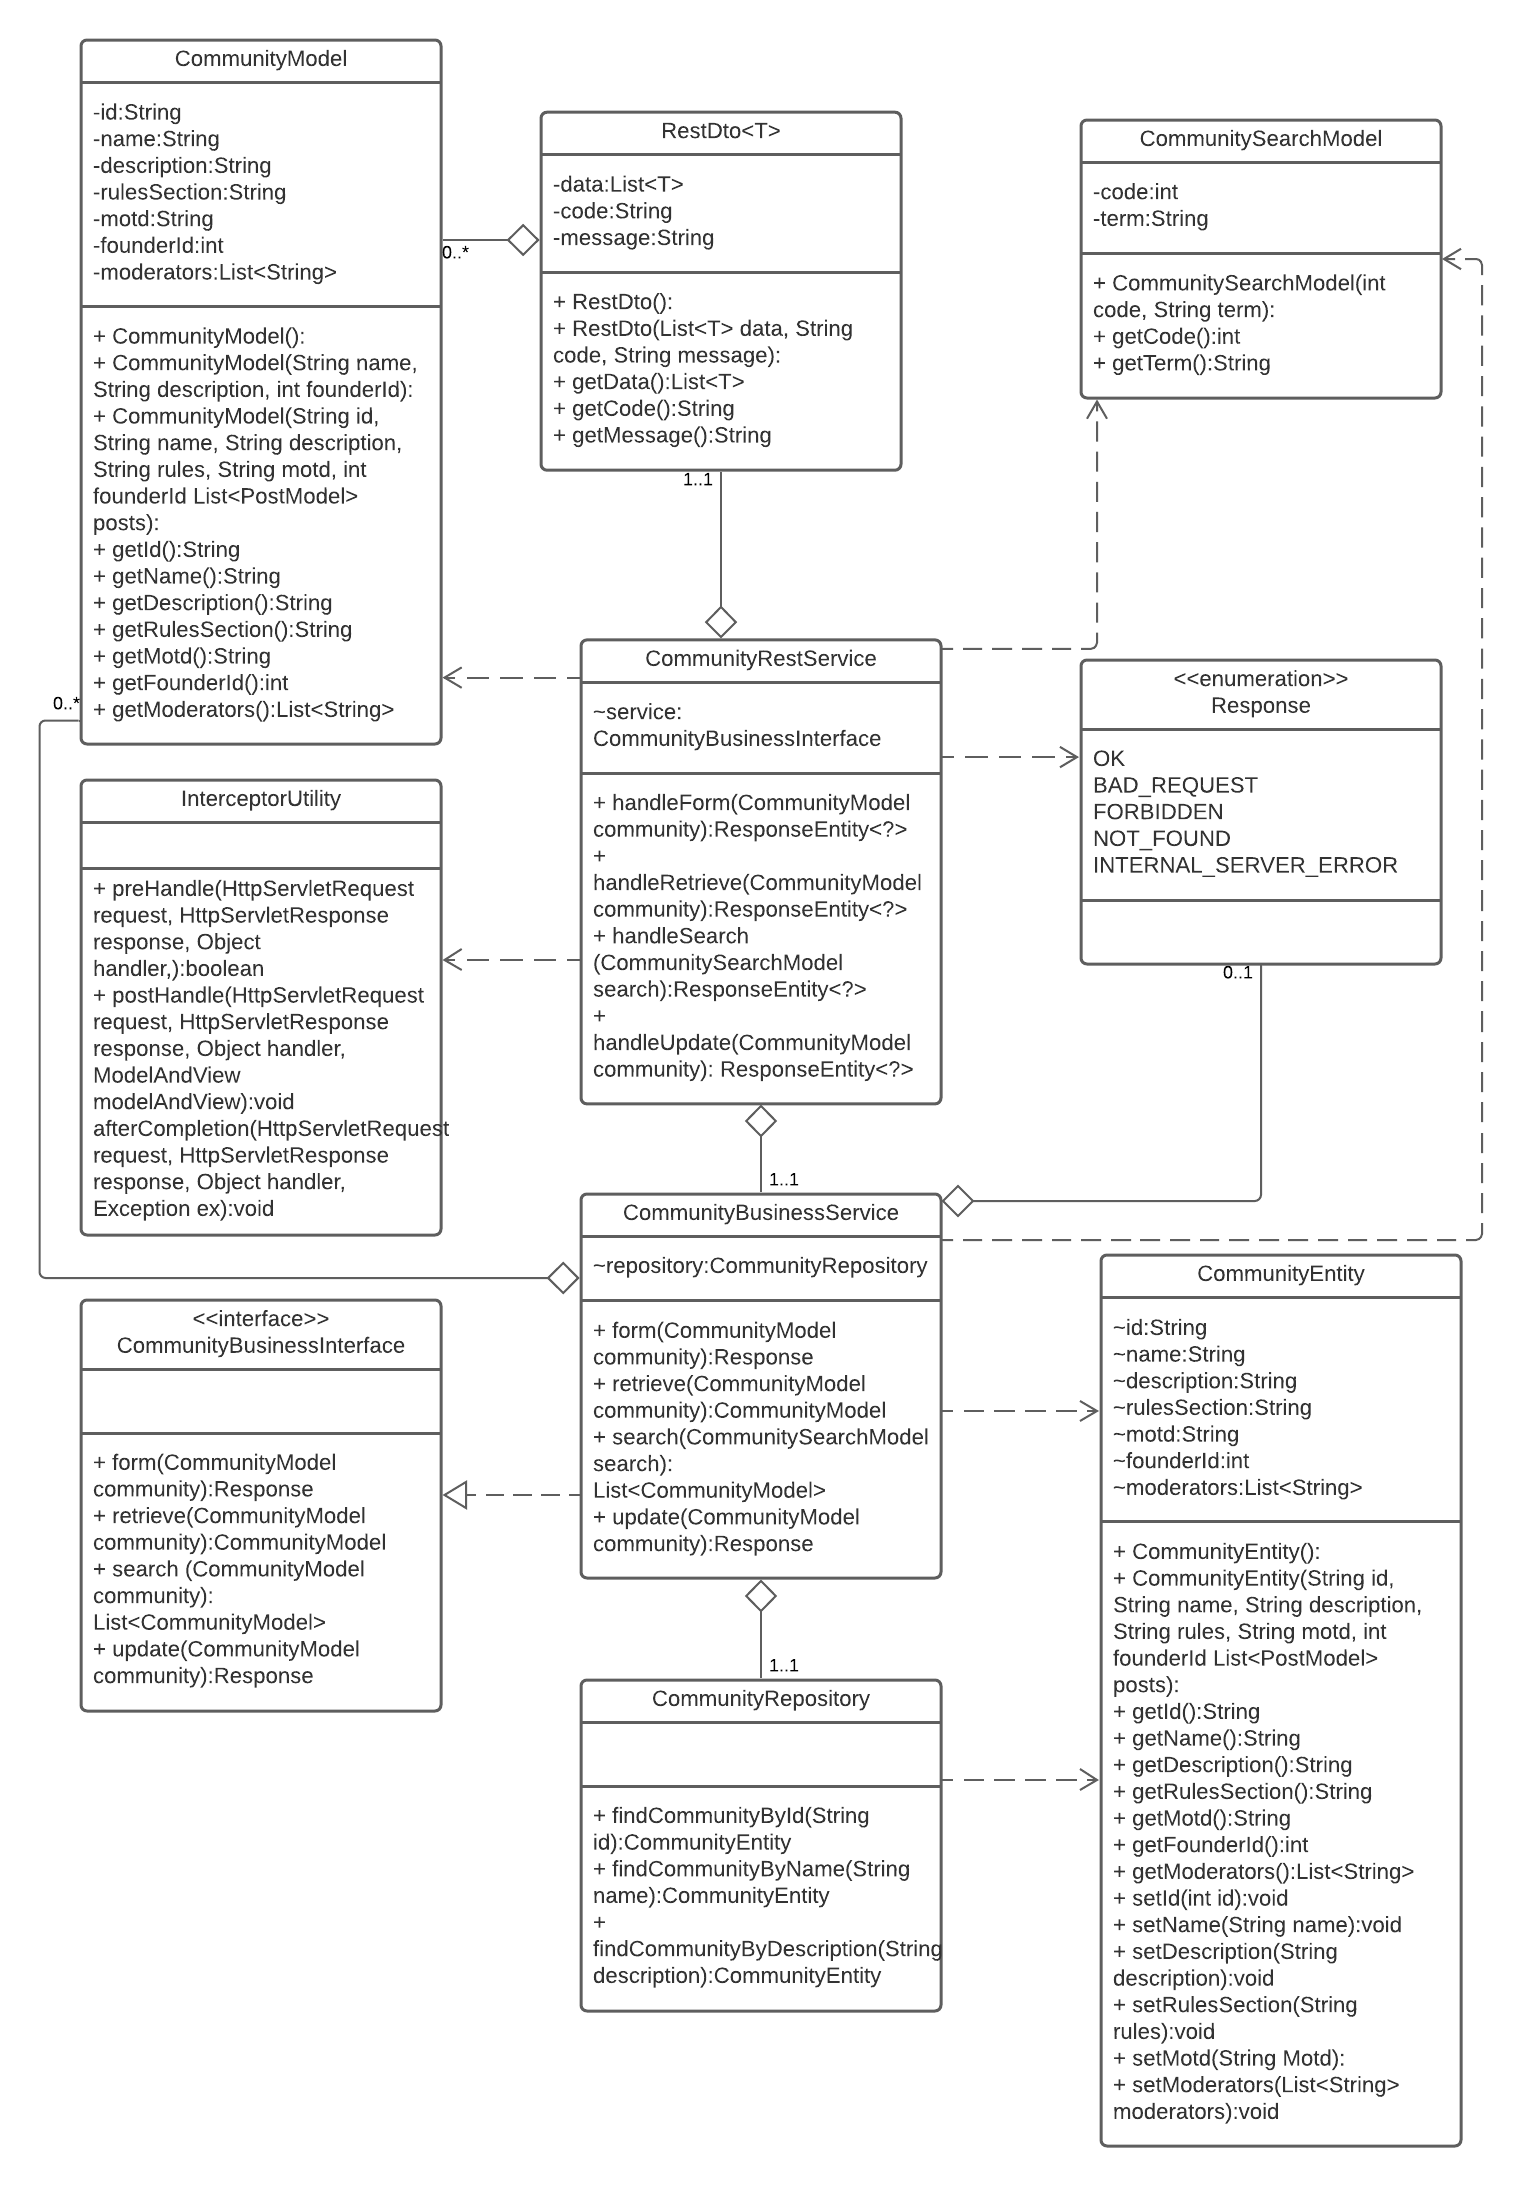 CommunityModel
-id:String
-name:String
-description:String
-rulesSection:String
-motd:String
-founderId:int
-moderators:List<String>
+ CommunityModel():
+ CommunityModel(String name,
String description, int founderId):
+ CommunityModel(String id,
String name, String description,
String rules, String motd, int
founderId List<PostModel>
posts):
+ getId():String
+ getName():String
+ getDescription():String
+ getRulesSection():String
+ getMotd():String
+ getFounderId():int
+ getModerators():List<String>
0..*
0..*
RestDto<T>
-data:List<T>
-code:String
-message:String
+ RestDto():
+ RestDto(List<T> data, String
code, String message):
+ getData():List<T>
+ getCode():String
+ getMessage():String
1..1
CommunitySearchModel
-code:int
-term:String
+ CommunitySearchModel(int
code, String term):
+ getCode():int
+ getTerm():String
CommunityRestService
~service:
CommunityBusinessInterface
+ handleForm(CommunityModel
community):ResponseEntity<?>
+
handleRetrieve(CommunityModel
community):ResponseEntity<?>
+ handleSearch
(CommunitySearchModel
search):ResponseEntity<?>
+
handleUpdate(CommunityModel
community): ResponseEntity<?>
1..1
<<enumeration>>
Response
OK
BAD_REQUEST
FORBIDDEN
NOT_FOUND
INTERNAL_SERVER_ERROR
0..1
InterceptorUtility
+ preHandle(HttpServletRequest
request, HttpServletResponse
response, Object
handler,):boolean
+ postHandle(HttpServletRequest
request, HttpServletResponse
response, Object handler,
ModelAndView
modelAndView):void
afterCompletion(HttpServletRequest
request, HttpServletResponse
response, Object handler,
Exception ex):void
CommunityBusinessService
~repository:CommunityRepository
+ form(CommunityModel
community):Response
+ retrieve(CommunityModel
community):CommunityModel
+ search(CommunitySearchModel
search):
List<CommunityModel>
+ update(CommunityModel
community):Response
1..1
<<interface>>
CommunityBusinessInterface
+ form(CommunityModel
community):Response
+ retrieve(CommunityModel
community):CommunityModel
+ search (CommunityModel
community):
List<CommunityModel>
+ update(CommunityModel
community):Response
CommunityRepository
+ findCommunityById(String
id):CommunityEntity
+ findCommunityByName(String
name):CommunityEntity
+
findCommunityByDescription(String
description):CommunityEntity
CommunityEntity
~id:String
~name:String
~description:String
~rulesSection:String
~motd:String
~founderId:int
~moderators:List<String>
+ CommunityEntity():
+ CommunityEntity(String id,
String name, String description,
String rules, String motd, int
founderId List<PostModel>
posts):
+ getId():String
+ getName():String
+ getDescription():String
+ getRulesSection():String
+ getMotd():String
+ getFounderId():int
+ getModerators():List<String>
+ setId(int id):void
+ setName(String name):void
+ setDescription(String
description):void
+ setRulesSection(String
rules):void
+ setMotd(String Motd):
+ setModerators(List<String>
moderators):void